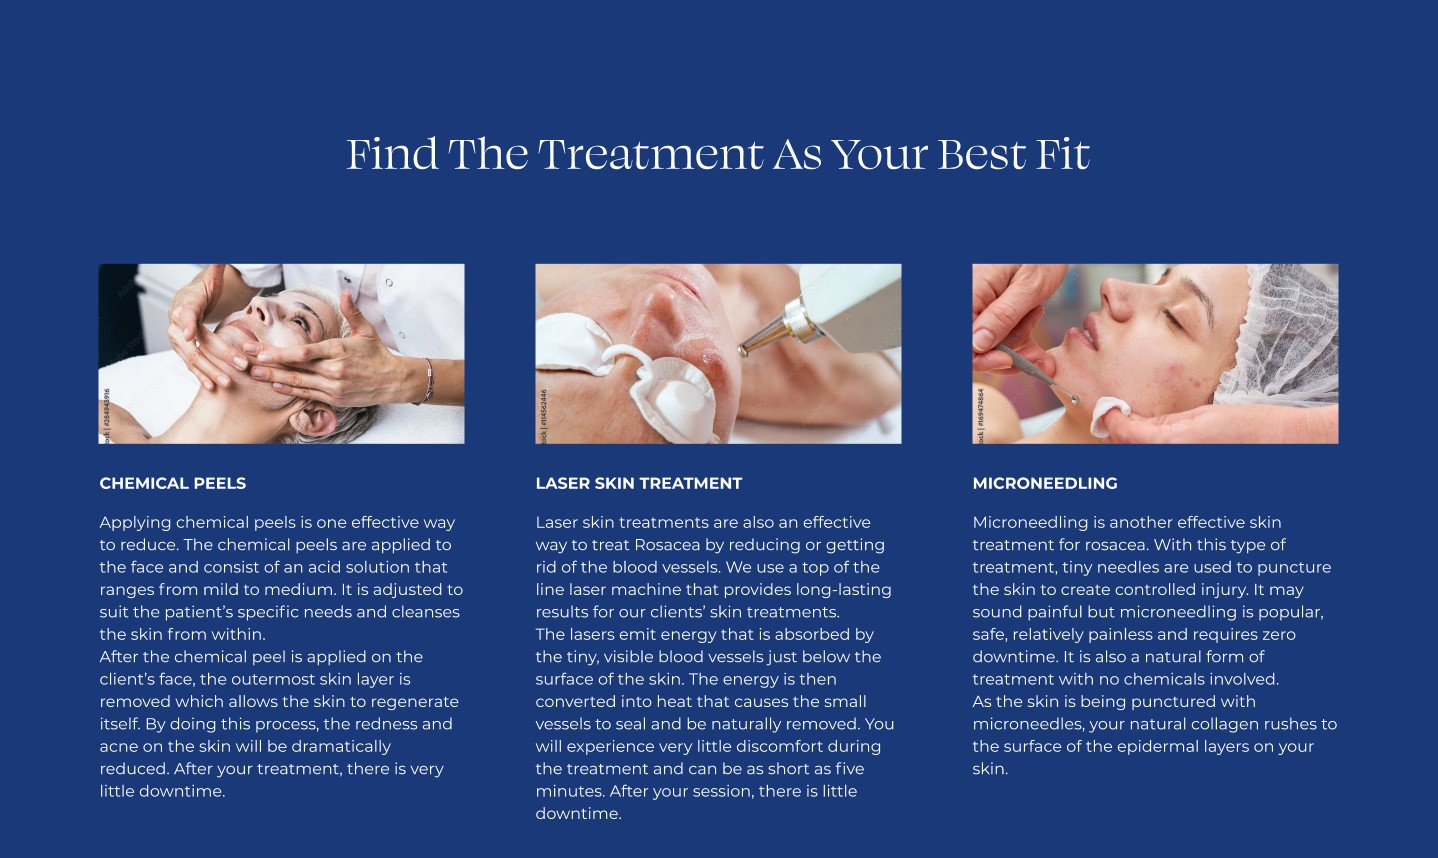 Find The Treatment As Your Best Fit
ock | #284943916
ock | #114562446
ock | #169474864
CHEMICAL PEELS
Applying chemical peels is one effective way
to reduce. The chemical peels are applied to
the face and consist of an acid solution that
ranges from mild to medium. It is adjusted to
suit the patient’s specific needs and cleanses
the skin from within.
After the chemical peel is applied on the
client’s face, the outermost skin layer is
removed which allows the skin to regenerate
itself. By doing this process, the redness and
acne on the skin will be dramatically
reduced. After your treatment, there is very
little downtime.
LASER SKIN TREATMENT
Laser skin treatments are also an effective
way to treat Rosacea by reducing or getting
rid of the blood vessels. We use a top of the
line laser machine that provides long-lasting
results for our clients’ skin treatments.
The lasers emit energy that is absorbed by
the tiny, visible blood vessels just below the
surface of the skin. The energy is then
converted into heat that causes the small
vessels to seal and be naturally removed. You
will experience very little discomfort during
the treatment and can be as short as five
minutes. After your session, there is little
downtime.
MICRONEEDLING
Microneedling is another effective skin
treatment for rosacea. With this type of
treatment, tiny needles are used to puncture
the skin to create controlled injury. It may
sound painful but microneedling is popular,
safe, relatively painless and requires zero
downtime. It is also a natural form of
treatment with no chemicals involved.
As the skin is being punctured with
microneedles, your natural collagen rushes to
the surface of the epidermal layers on your
skin.